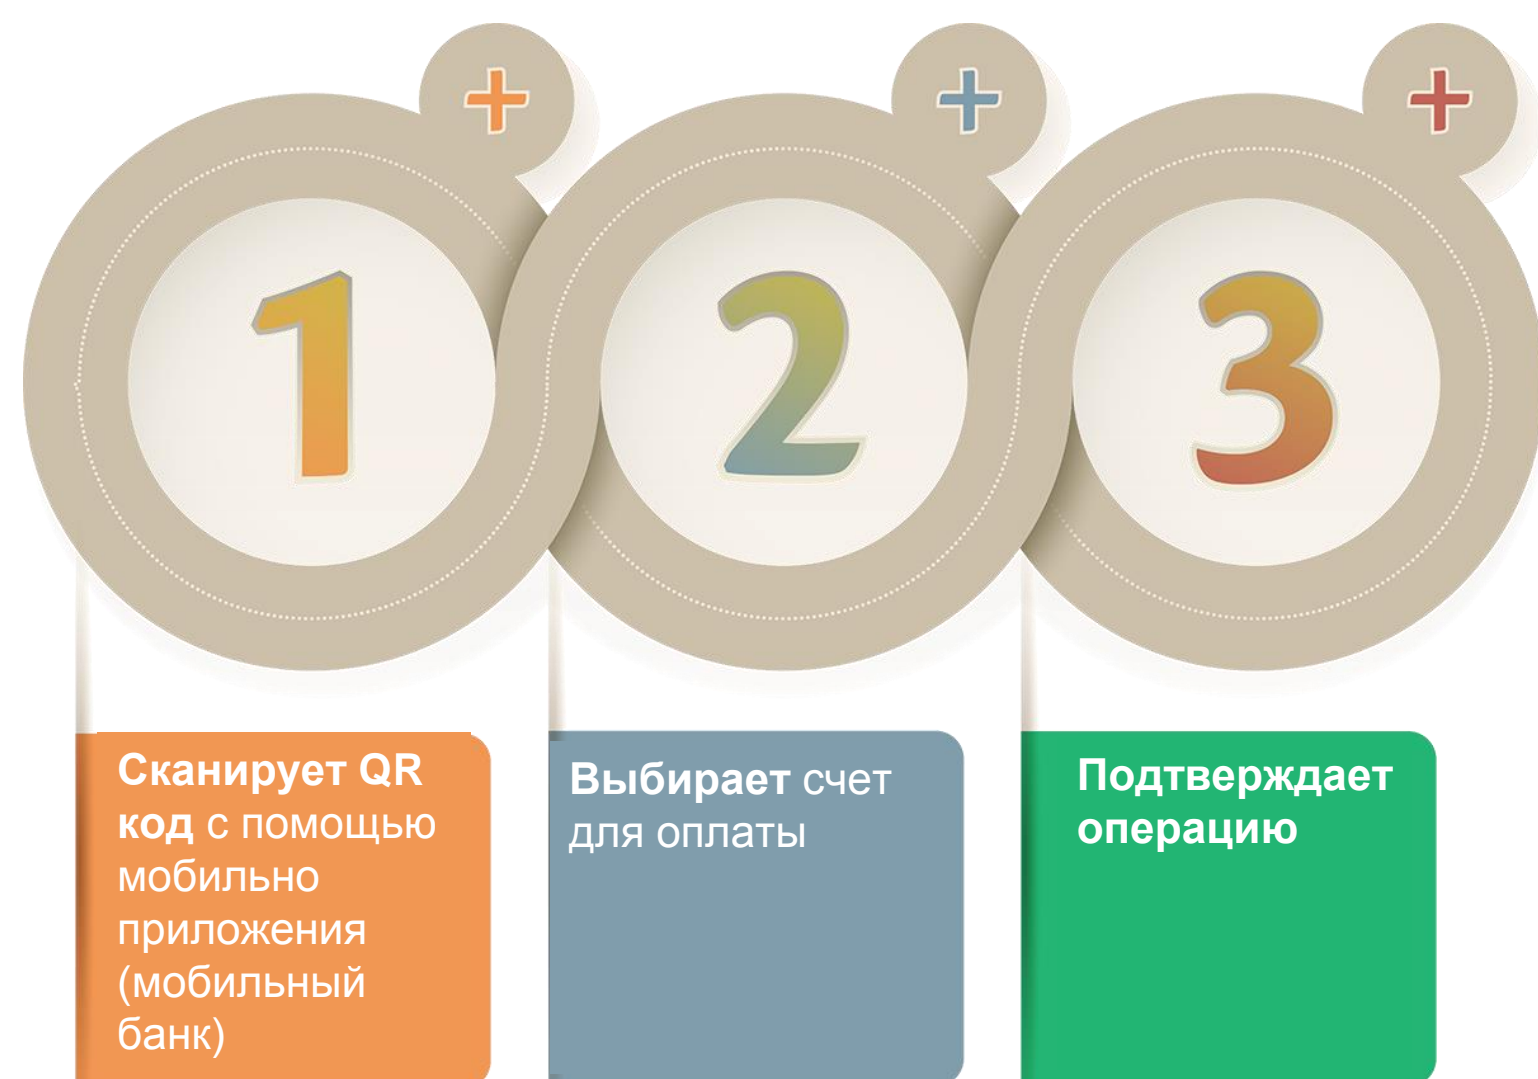 +
+
+
1
2
3
Сканирует QR
код с помощью
мобильно
приложения
(мобильный
банк)
Выбирает счет
для оплаты
Подтверждает
операцию